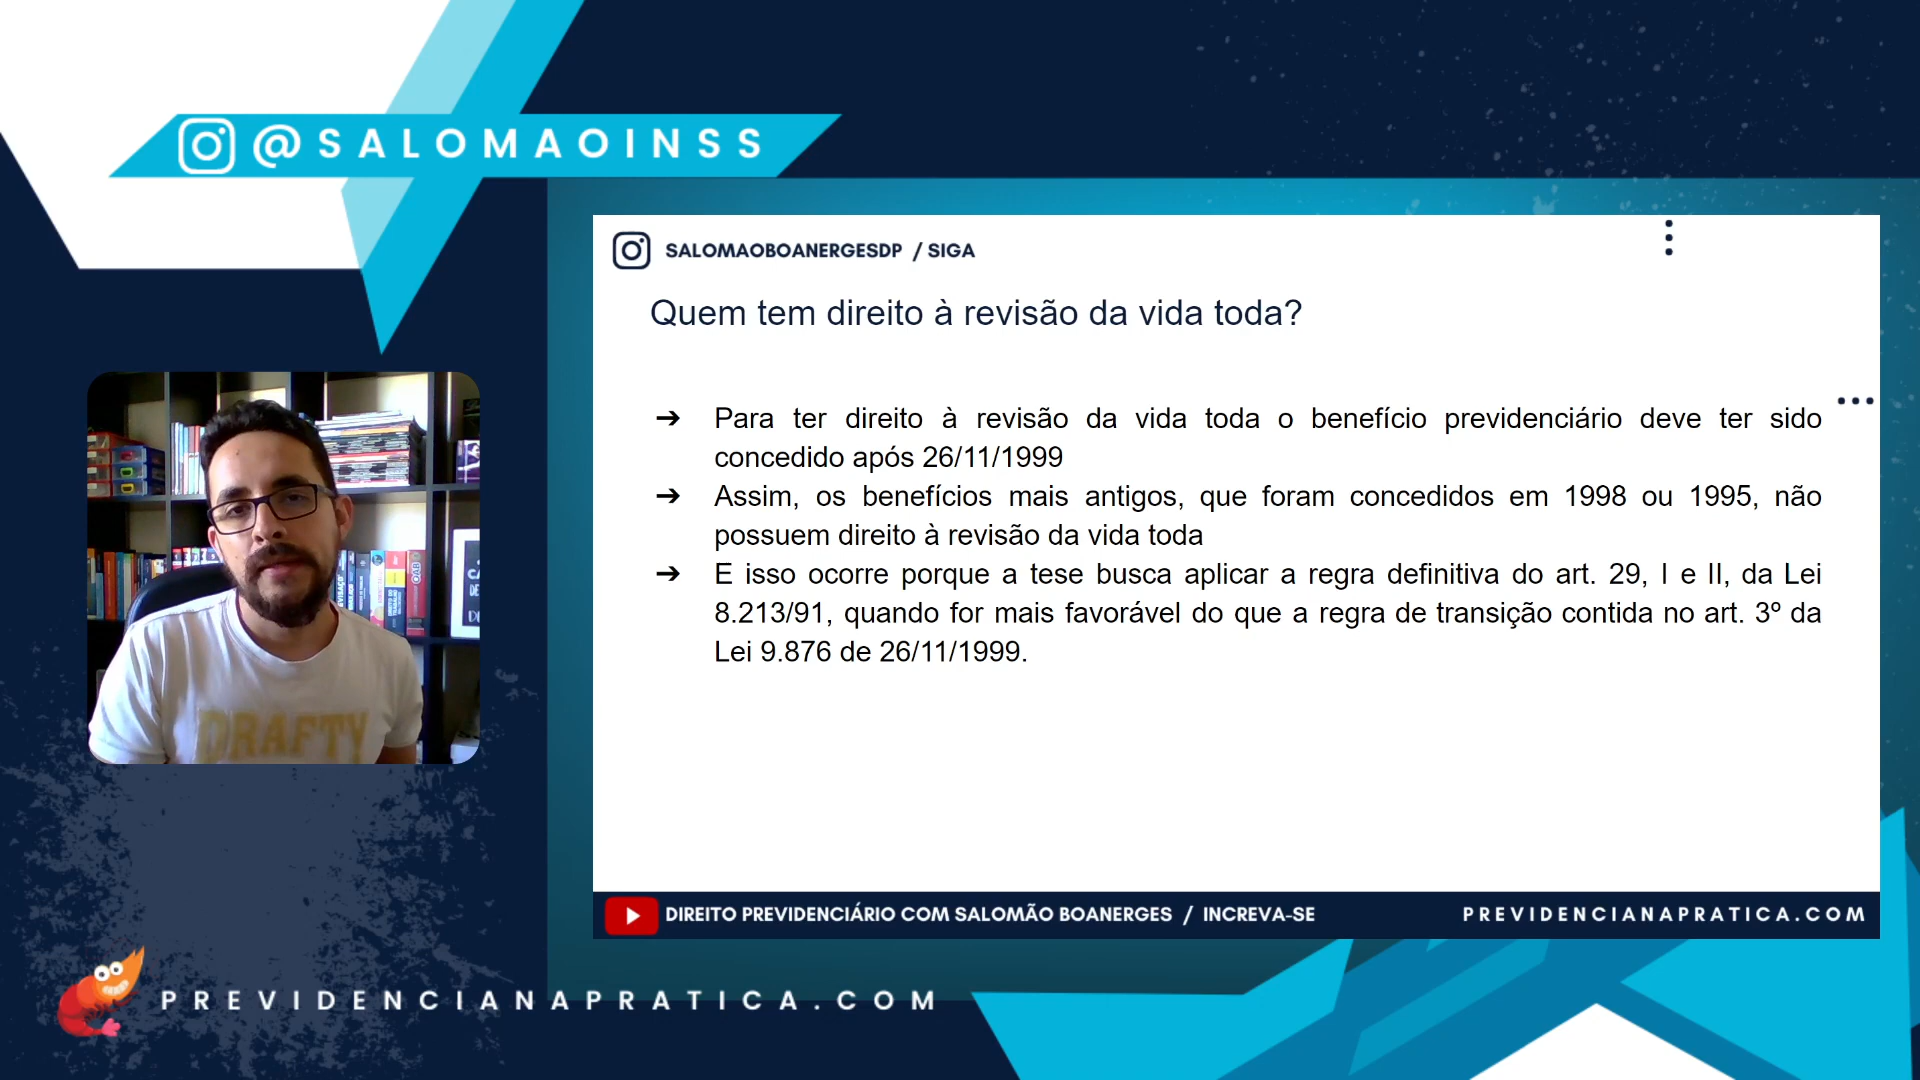 @SALOMAOINSS
SALOMAOBOANERGESDP / SIGA
Quem tem direito à revisão da vida toda?
➔ Para ter direito à revisão da vida toda o benefício previdenciário deve ter sido
concedido após 26/11/1999
➔ Assim, os benefícios mais antigos, que foram concedidos em 1998 ou 1995, não
possuem direito à revisão da vida toda
➔ E isso ocorre porque a tese busca aplicar a regra definitiva do art. 29, I e II, da Lei
8.213/91, quando for mais favorável do que a regra de transição contida no art. 3º da
Lei 9.876 de 26/11/1999.
DRAFTY
DIREITO PREVIDENCIÁRIO COM SALOMÃO BOANERGES / INCREVA-SE
PREVIDENCIANAPRATICA.COM
PREVIDENCIANAPRATICA.COM